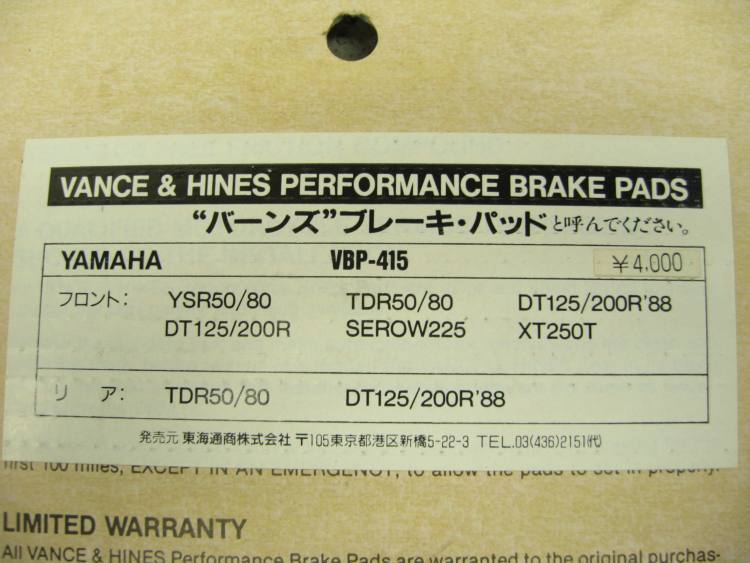 VANCE & HINES PERFORMANCE BRAKE PADS
“バーンズ”ブレーキ・パッドと呼んでください。
YAMAHA VBP-415 ￥4,000
フロント： YSR50/80 TDR50/80 DT125/200R'88
DT125/200R SEROW225 XT250T
リ ア： TDR50/80 DT125/200R'88
発売元 東海通商株式会社 〒105東京都港区新橋5-22-3 TEL.03(436)2151(代)
first 100 miles, EXCEPT IN AN EMERGENCY, to allow the pads to set in properly.
LIMITED WARRANTY
All VANCE & HINES Performance Brake Pads are warranted to the original purchas-